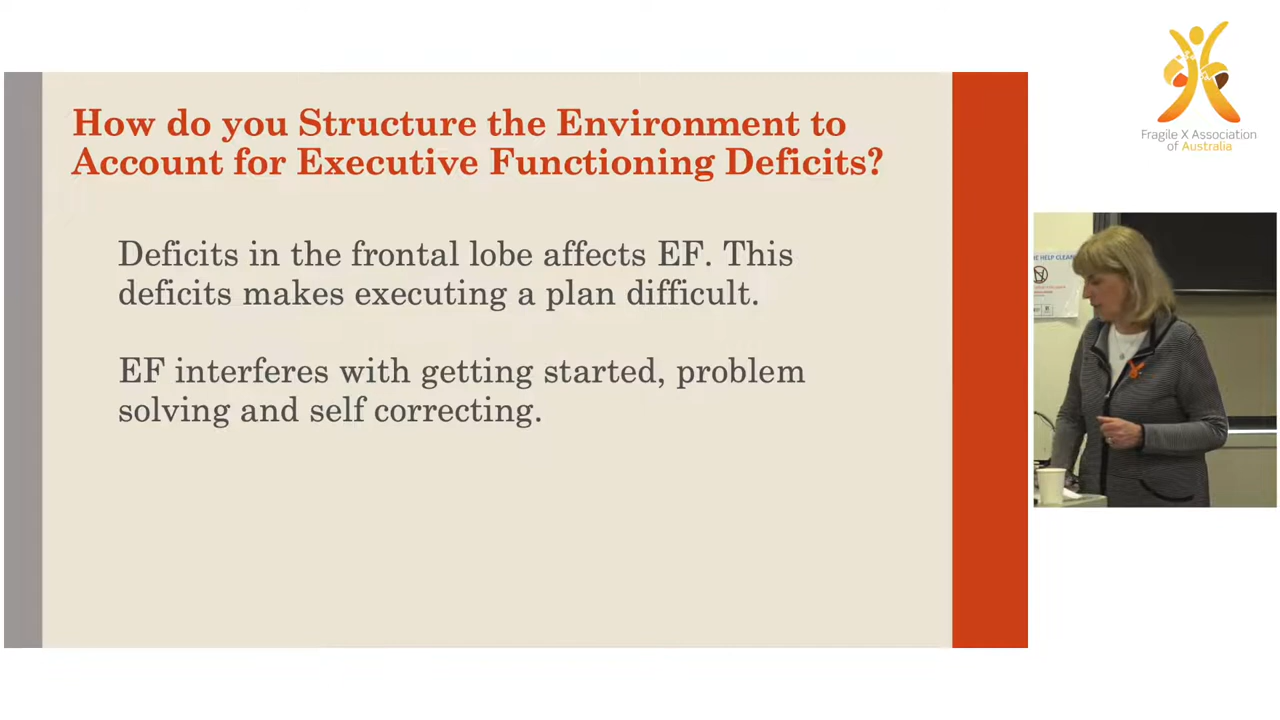 How do you Structure the Environment to
Account for Executive Functioning Deficits?
Deficits in the frontal lobe affects EF. This
deficits makes executing a plan difficult.
EF interferes with getting started, problem
solving and self correcting.
Fragile X Association
of Australia
HELP CLEAN